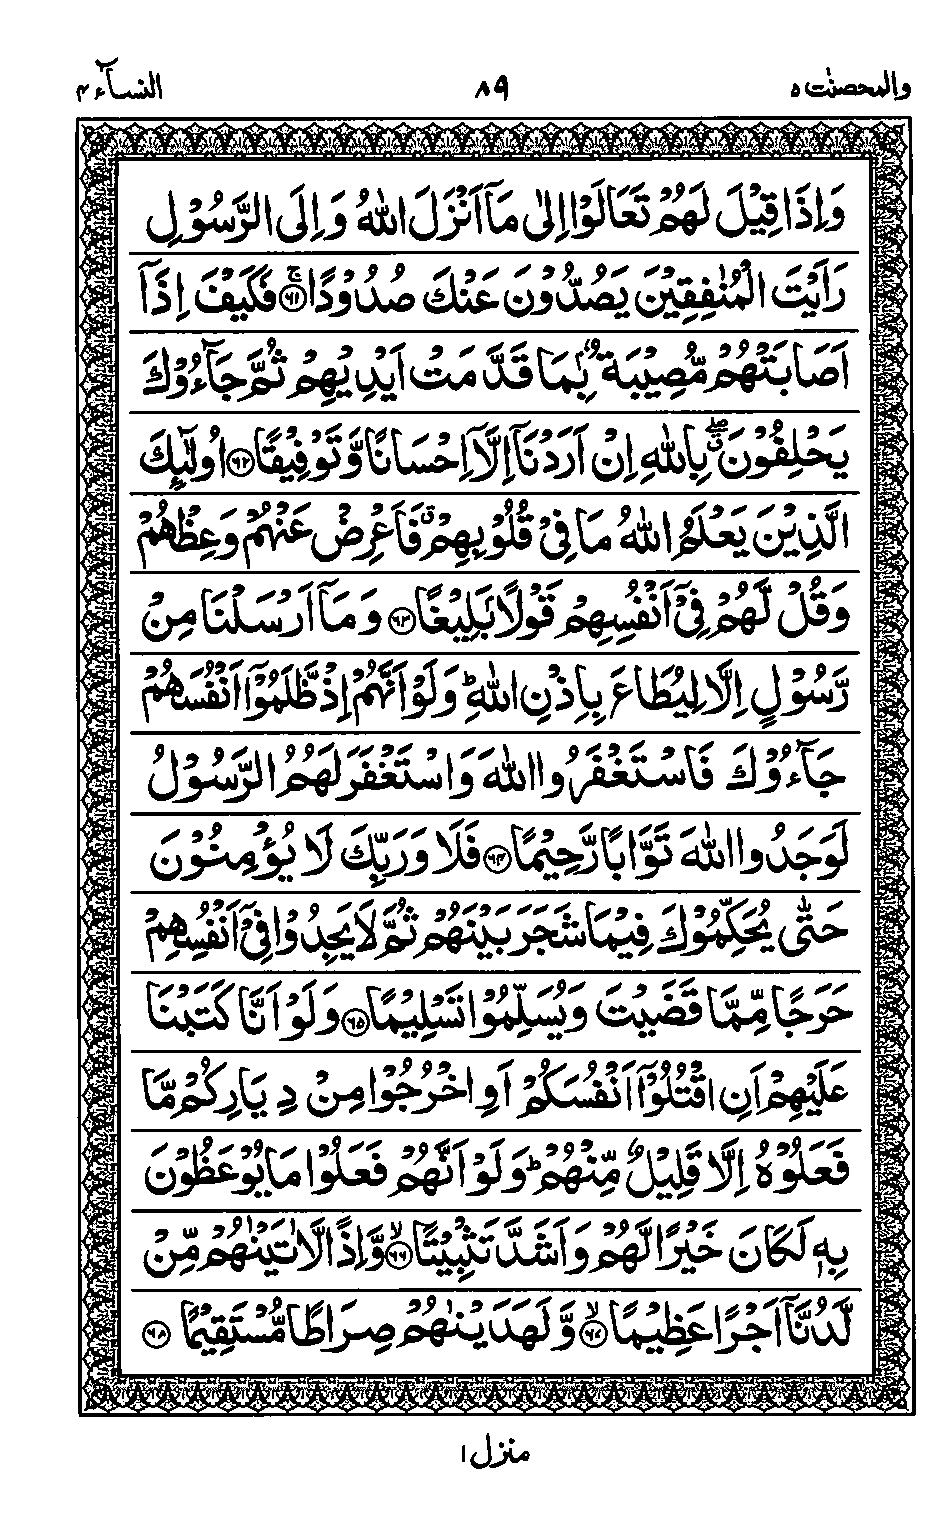 والمحصنٰت ٥ ٨٩ النسآء ٤
وَاِذَا قِيْلَ لَهُمْ تَعَالَوْا اِلٰى مَاۤ اَنْزَلَ اللّٰهُ وَاِلَى الرَّسُوْلِ
رَاَيْتَ الْمُنٰفِقِيْنَ يَصُدُّوْنَ عَنْكَ صُدُوْدًا ۚ﴿٦١﴾ فَكَيْفَ اِذَاۤ
اَصَابَتْهُمْ مُّصِيْبَةٌۢ بِمَا قَدَّمَتْ اَيْدِيْهِمْ ثُمَّ جَآءُوْكَ
يَحْلِفُوْنَ ۖۗ بِاللّٰهِ اِنْ اَرَدْنَاۤ اِلَّاۤ اِحْسَانًا وَّتَوْفِيْقًا ﴿٦٢﴾ اُولٰٓئِكَ
الَّذِيْنَ يَعْلَمُ اللّٰهُ مَا فِيْ قُلُوْبِهِمْ ۗ فَاَعْرِضْ عَنْهُمْ وَعِظْهُمْ
وَقُلْ لَّهُمْ فِيْۤ اَنْفُسِهِمْ قَوْلًۢا بَلِيْغًا ﴿٦٣﴾ وَمَاۤ اَرْسَلْنَا مِنْ
رَّسُوْلٍ اِلَّا لِيُطَاعَ بِاِذْنِ اللّٰهِ ؕ وَلَوْ اَنَّهُمْ اِذْ ظَّلَمُوْۤا اَنْفُسَهُمْ
جَآءُوْكَ فَاسْتَغْفَرُوا اللّٰهَ وَاسْتَغْفَرَ لَهُمُ الرَّسُوْلُ
لَوَجَدُوا اللّٰهَ تَوَّابًا رَّحِيْمًا ﴿٦٤﴾ فَلَا وَرَبِّكَ لَا يُؤْمِنُوْنَ
حَتّٰى يُحَكِّمُوْكَ فِيْمَا شَجَرَ بَيْنَهُمْ ثُمَّ لَا يَجِدُوْا فِيْۤ اَنْفُسِهِمْ
حَرَجًا مِّمَّا قَضَيْتَ وَيُسَلِّمُوْا تَسْلِيْمًا ﴿٦٥﴾ وَلَوْ اَنَّا كَتَبْنَا
عَلَيْهِمْ اَنِ اقْتُلُوْۤا اَنْفُسَكُمْ اَوِ اخْرُجُوْا مِنْ دِيَارِكُمْ مَّا
فَعَلُوْهُ اِلَّا قَلِيْلٌ مِّنْهُمْ ؕ وَلَوْ اَنَّهُمْ فَعَلُوْا مَا يُوْعَظُوْنَ
بِهٖ لَكَانَ خَيْرًا لَّهُمْ وَاَشَدَّ تَثْبِيْتًا ۙ﴿٦٦﴾ وَّاِذًا لَّاٰتَيْنٰهُمْ مِّنْ
لَّدُنَّاۤ اَجْرًا عَظِيْمًا ۙ﴿٦٧﴾ وَّلَهَدَيْنٰهُمْ صِرَاطًا مُّسْتَقِيْمًا ﴿٦٨﴾
منزل ١